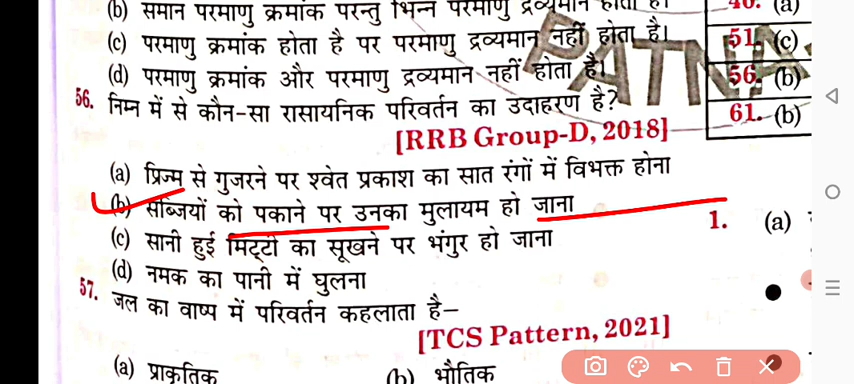 (b) समान परमाणु क्रमांक परन्तु भिन्न परमाणु द्रव्यमान होता है।
(c) परमाणु क्रमांक होता है पर परमाणु द्रव्यमान नहीं होता है।
(d) परमाणु क्रमांक और परमाणु द्रव्यमान नहीं होता है।
56. निम्न में से कौन-सा रासायनिक परिवर्तन का उदाहरण है?
[RRB Group-D, 2018]
(a) प्रिज्म से गुजरने पर श्वेत प्रकाश का सात रंगों में विभक्त होना
(b) सब्जियों को पकाने पर उनका मुलायम हो जाना
(c) सानी हुई मिट्टी का सूखने पर भंगुर हो जाना
(d) नमक का पानी में घुलना
57. जल का वाष्प में परिवर्तन कहलाता है–
[TCS Pattern, 2021]
(a) प्राकृतिक (b) भौतिक
46. (a)
51. (c)
56. (b)
61. (b)
1. (a)
PATNA